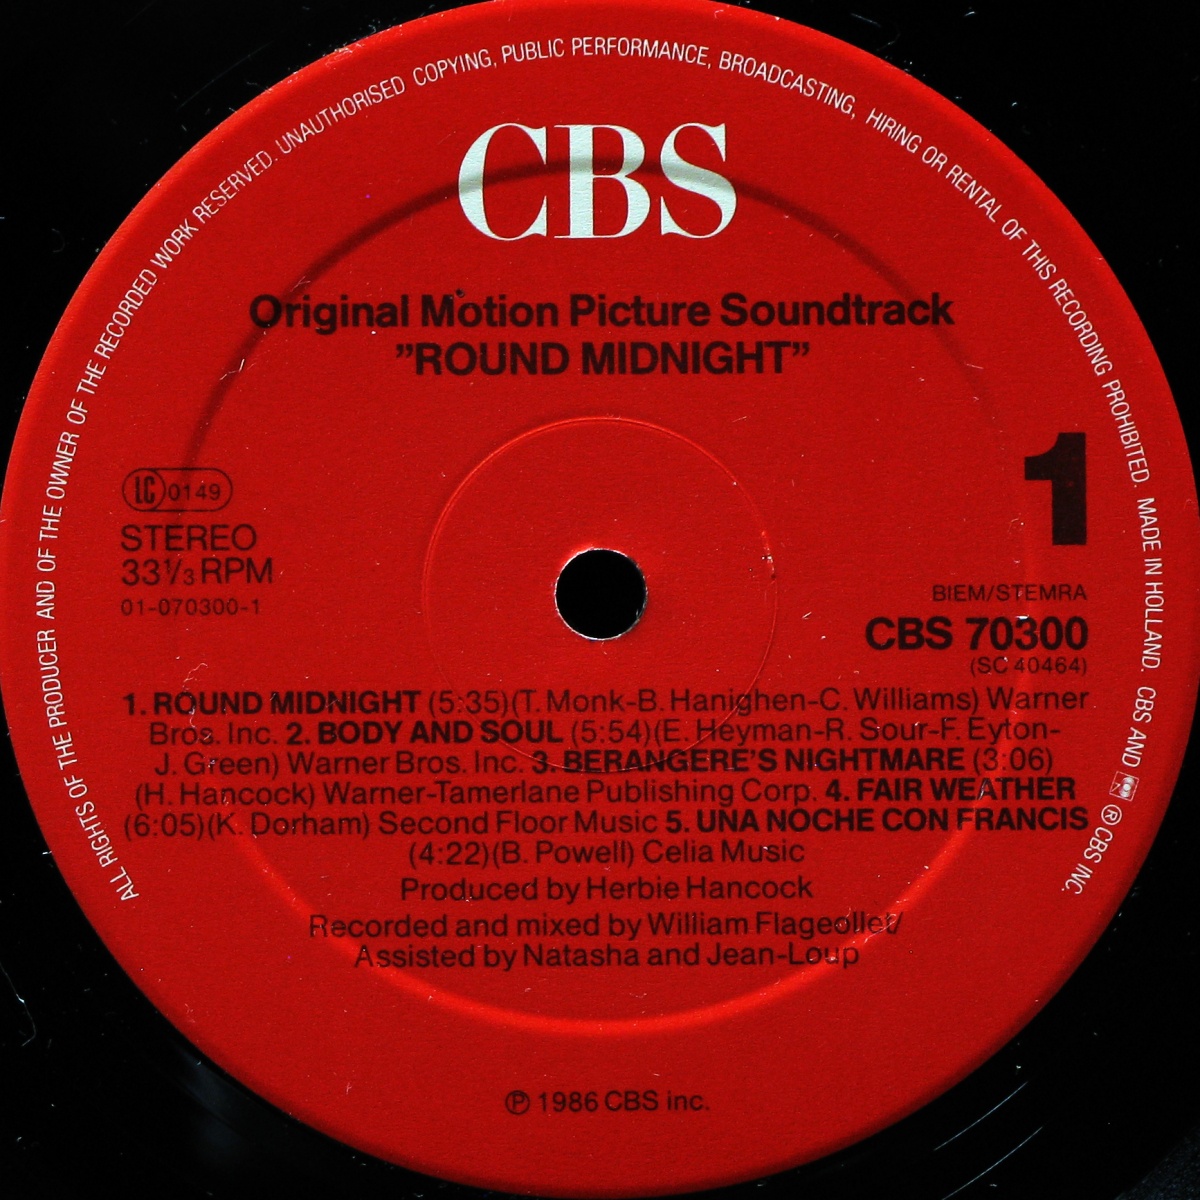 ALL RIGHTS OF THE PRODUCER AND OF THE OWNER OF THE RECORDED WORK RESERVED. UNAUTHORISED COPYING, PUBLIC PERFORMANCE, BROADCASTING, HIRING OR RENTAL OF THIS RECORDING PROHIBITED. MADE IN HOLLAND. CBS AND ® CBS INC.
CBS
Original Motion Picture Soundtrack
”ROUND MIDNIGHT”
1
LC 0149
STEREO
33⅓ RPM
01-070300-1
BIEM/STEMRA
CBS 70300
(SC 40464)
1. ROUND MIDNIGHT (5:35)(T. Monk-B. Hanighen-C. Williams) Warner
Bros. Inc. 2. BODY AND SOUL (5:54)(E. Heyman-R. Sour-F. Eyton-
J. Green) Warner Bros. Inc. 3. BERANGERE'S NIGHTMARE (3:06)
(H. Hancock) Warner-Tamerlane Publishing Corp. 4. FAIR WEATHER
(6:05)(K. Dorham) Second Floor Music 5. UNA NOCHE CON FRANCIS
(4:22)(B. Powell) Celia Music
Produced by Herbie Hancock
Recorded and mixed by William Flageollet/
Assisted by Natasha and Jean-Loup
℗ 1986 CBS inc.